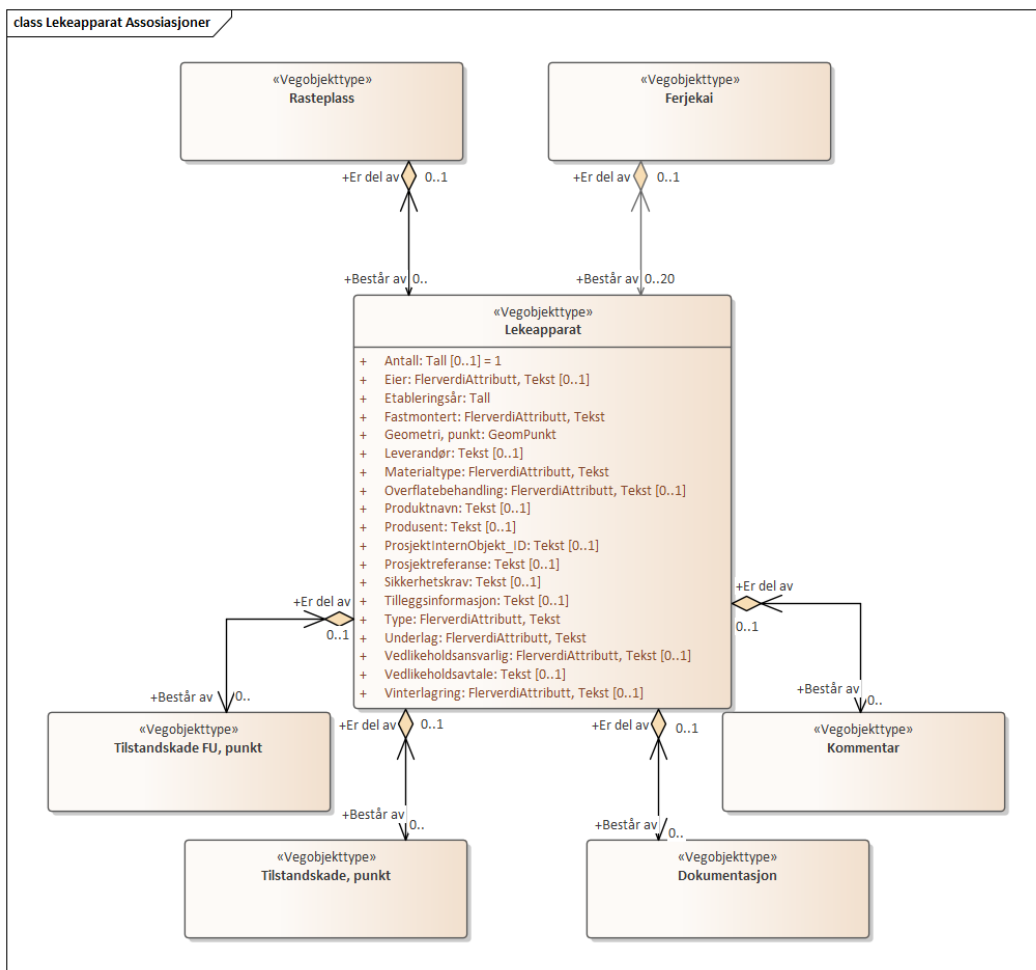 class Lekeapparat Assosiasjoner
«Vegobjekttype»
Rasteplass
«Vegobjekttype»
Ferjekai
+Er del av 0..1
+Er del av 0..1
+Består av 0..
+Består av 0..20
«Vegobjekttype»
Lekeapparat
+ Antall: Tall [0..1] = 1
+ Eier: FlerverdiAttributt, Tekst [0..1]
+ Etableringsår: Tall
+ Fastmontert: FlerverdiAttributt, Tekst
+ Geometri, punkt: GeomPunkt
+ Leverandør: Tekst [0..1]
+ Materialtype: FlerverdiAttributt, Tekst
+ Overflatebehandling: FlerverdiAttributt, Tekst [0..1]
+ Produktnavn: Tekst [0..1]
+ Produsent: Tekst [0..1]
+ ProsjektInternObjekt_ID: Tekst [0..1]
+ Prosjektreferanse: Tekst [0..1]
+ Sikkerhetskrav: Tekst [0..1]
+ Tilleggsinformasjon: Tekst [0..1]
+ Type: FlerverdiAttributt, Tekst
+ Underlag: FlerverdiAttributt, Tekst
+ Vedlikeholdsansvarlig: FlerverdiAttributt, Tekst [0..1]
+ Vedlikeholdsavtale: Tekst [0..1]
+ Vinterlagring: FlerverdiAttributt, Tekst [0..1]
+Er del av
0..1
+Er del av
0..1
+Består av 0..
+Består av
0..
+Er del av 0..1
+Er del av
0..1
«Vegobjekttype»
Tilstandskade FU, punkt
«Vegobjekttype»
Kommentar
+Består av
0..
+Består av
0..
«Vegobjekttype»
Tilstandskade, punkt
«Vegobjekttype»
Dokumentasjon